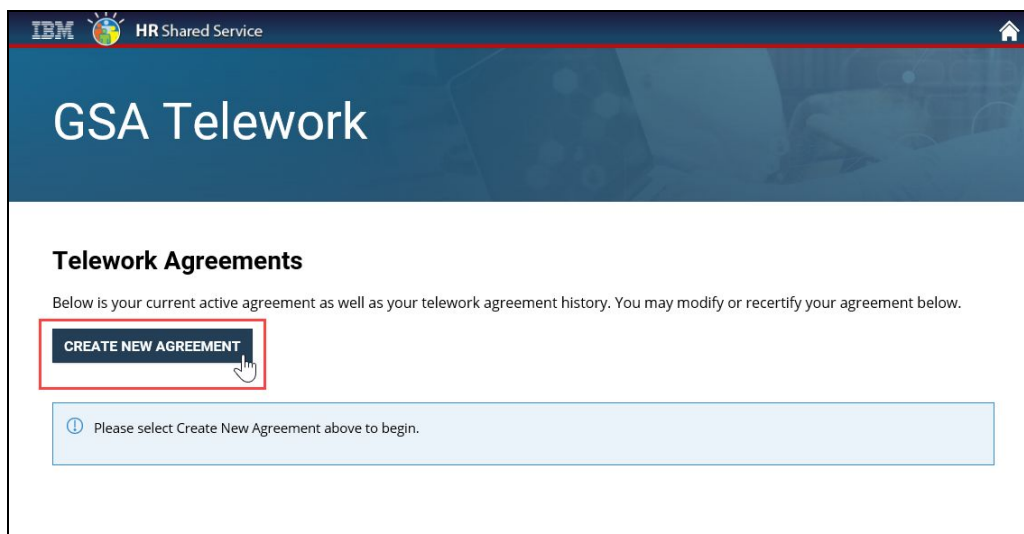 IBM HR Shared Service
GSA Telework
Telework Agreements
Below is your current active agreement as well as your telework agreement history. You may modify or recertify your agreement below.
CREATE NEW AGREEMENT
Please select Create New Agreement above to begin.